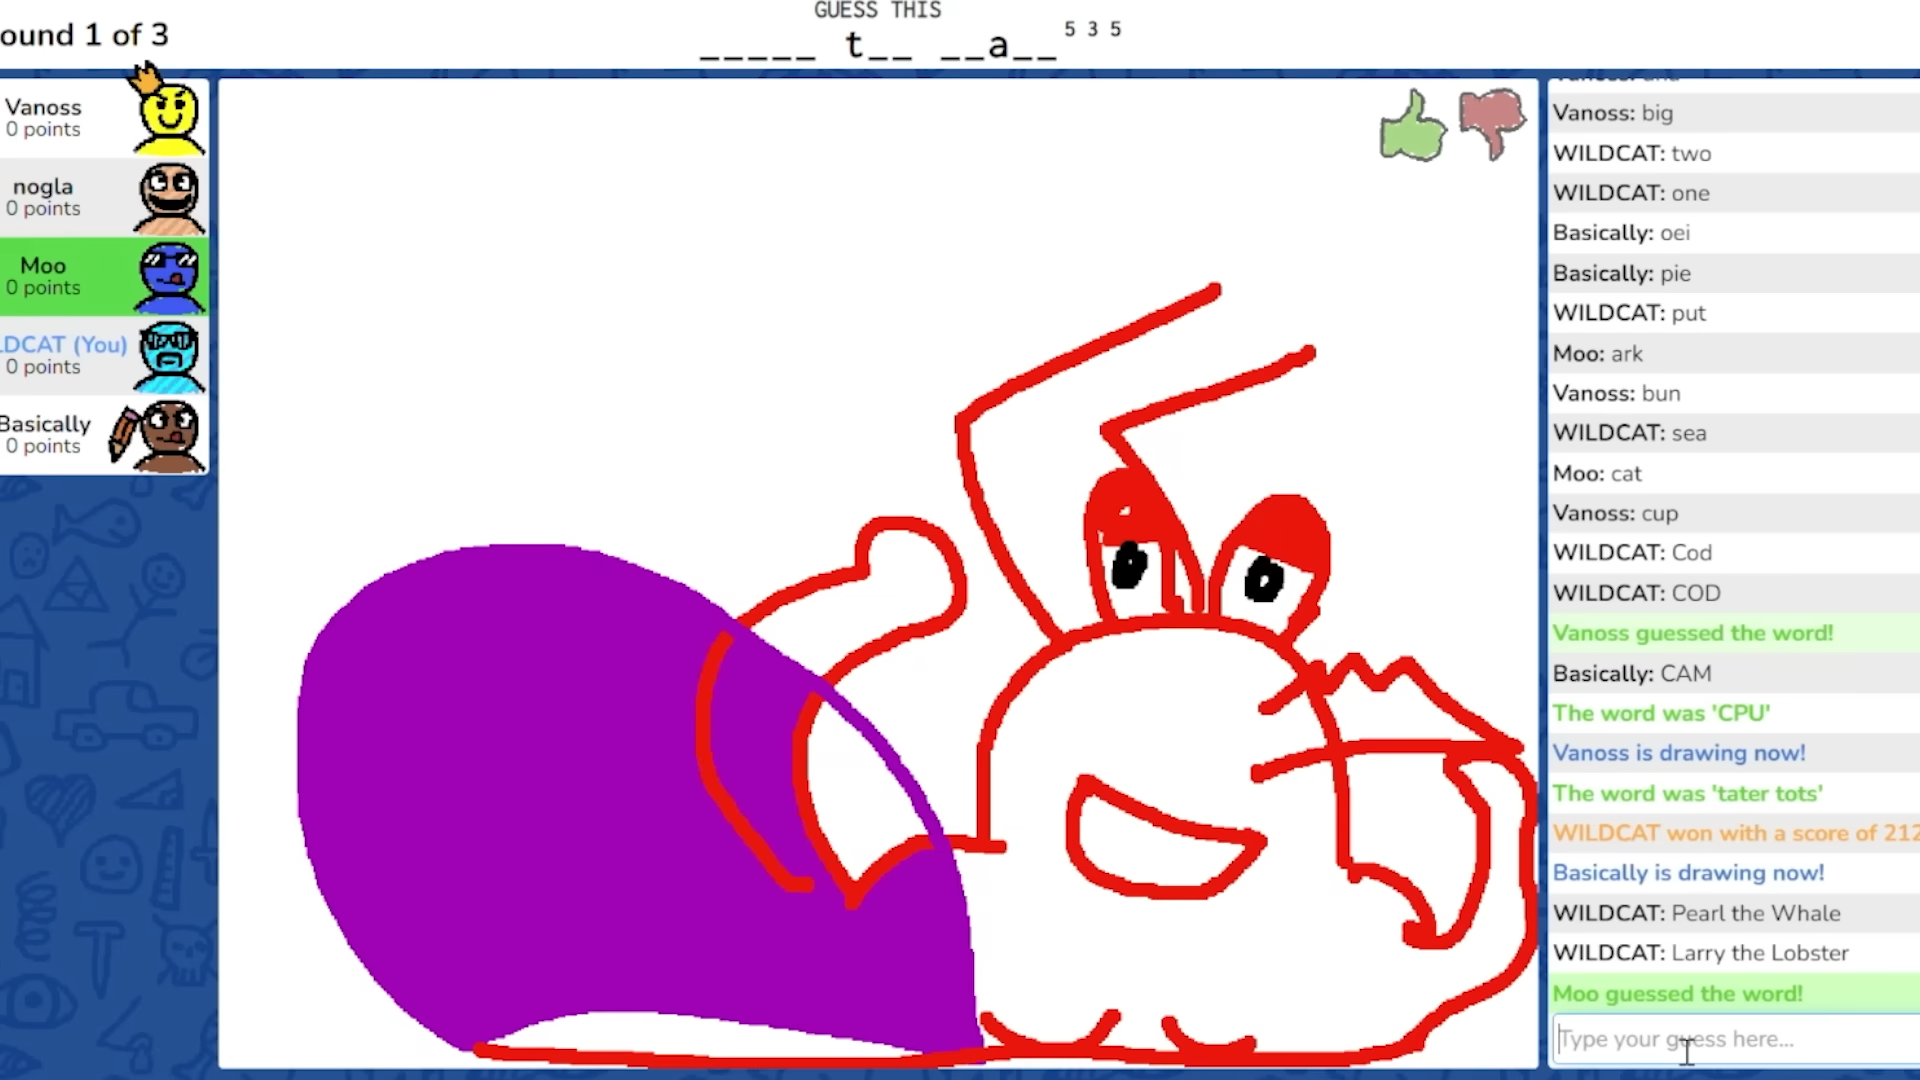 ound 1 of 3
GUESS THIS
_____ t__ __a__ 5 3 5
Vanoss
0 points
nogla
0 points
Moo
0 points
LDCAT (You)
0 points
Basically
0 points
Vanoss: big
WILDCAT: two
WILDCAT: one
Basically: oei
Basically: pie
WILDCAT: put
Moo: ark
Vanoss: bun
WILDCAT: sea
Moo: cat
Vanoss: cup
WILDCAT: Cod
WILDCAT: COD
Vanoss guessed the word!
Basically: CAM
The word was 'CPU'
Vanoss is drawing now!
The word was 'tater tots'
WILDCAT won with a score of 212
Basically is drawing now!
WILDCAT: Pearl the Whale
WILDCAT: Larry the Lobster
Moo guessed the word!
Type your guess here...